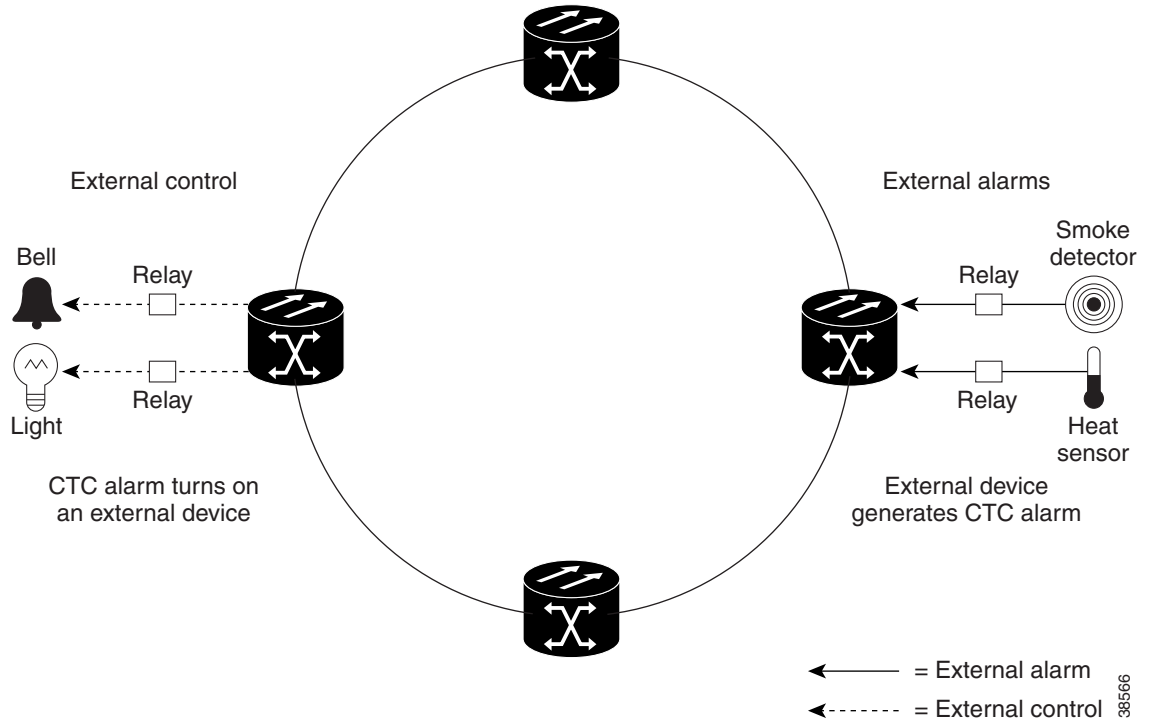 External control
External alarms
Smoke
detector
Bell
Relay
Relay
Relay
Relay
Light
Heat
sensor
CTC alarm turns on
an external device
External device
generates CTC alarm
= External alarm
= External control
38566